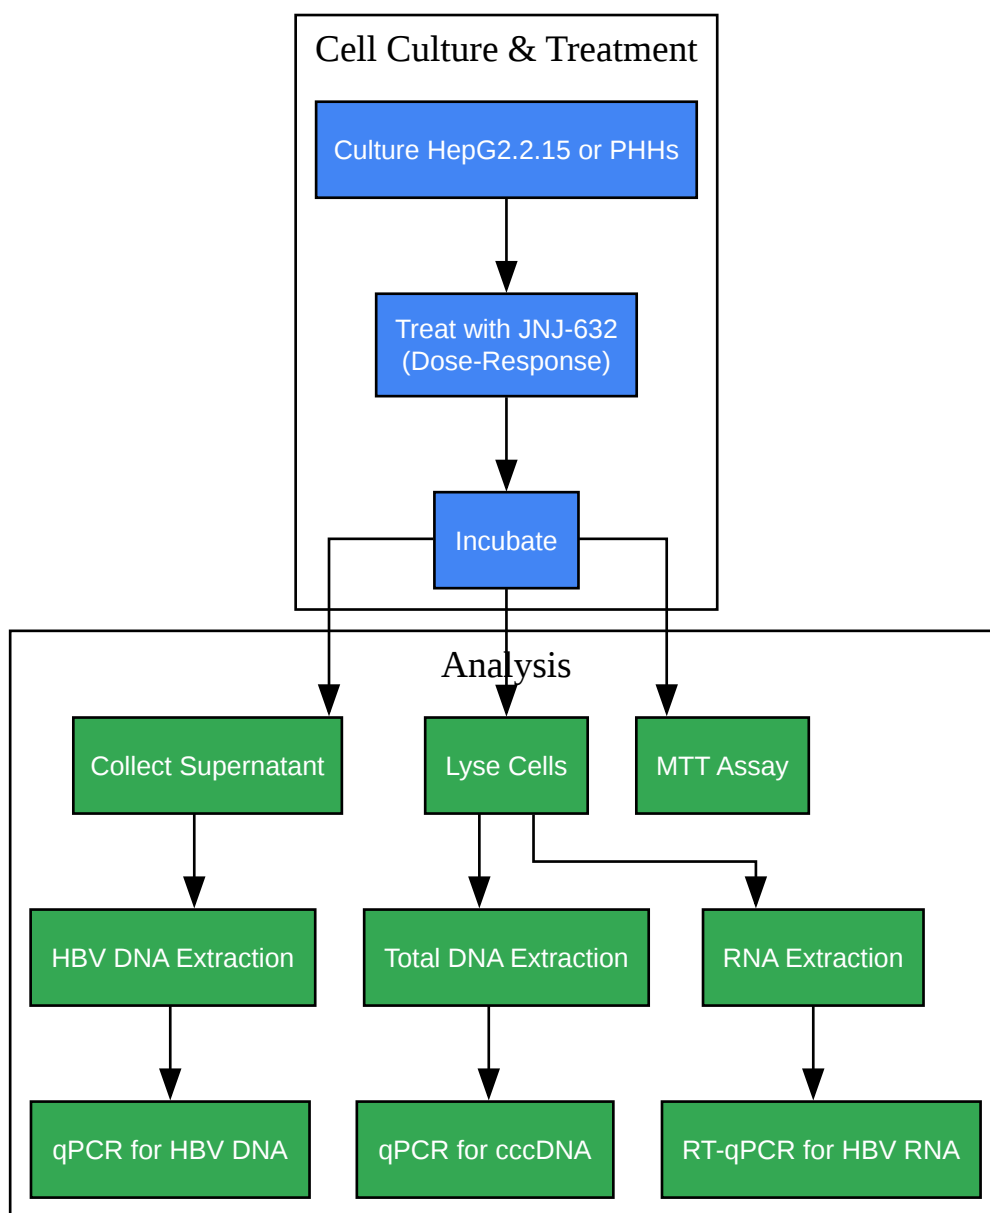 Cell Culture & Treatment
Culture HepG2.2.15 or PHHs
Treat with JNJ-632
(Dose-Response)
Incubate
Analysis
Collect Supernatant
Lyse Cells
MTT Assay
HBV DNA Extraction
Total DNA Extraction
RNA Extraction
qPCR for HBV DNA
qPCR for cccDNA
RT-qPCR for HBV RNA